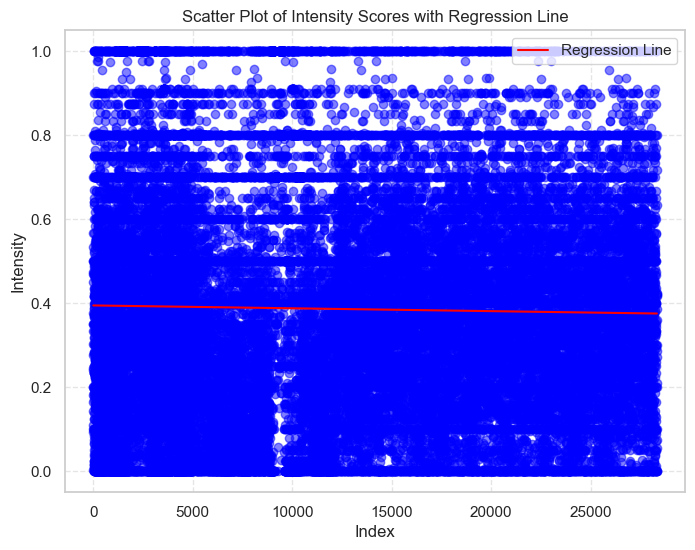 Scatter Plot of Intensity Scores with Regression Line
Regression Line
Intensity
1.0
0.8
0.6
0.4
0.2
0.0
0 5000 10000 15000 20000 25000
Index